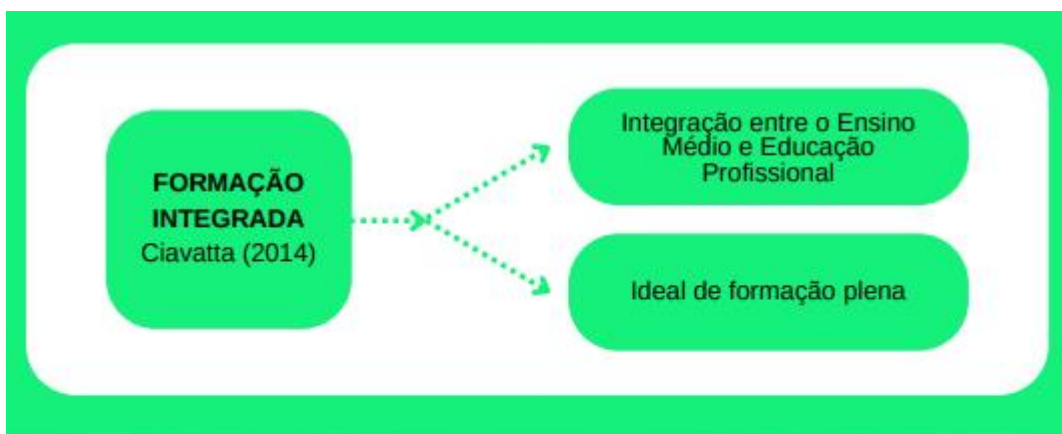 FORMAÇÃO
INTEGRADA
Ciavatta (2014)
Integração entre o Ensino
Médio e Educação
Profissional
Ideal de formação plena